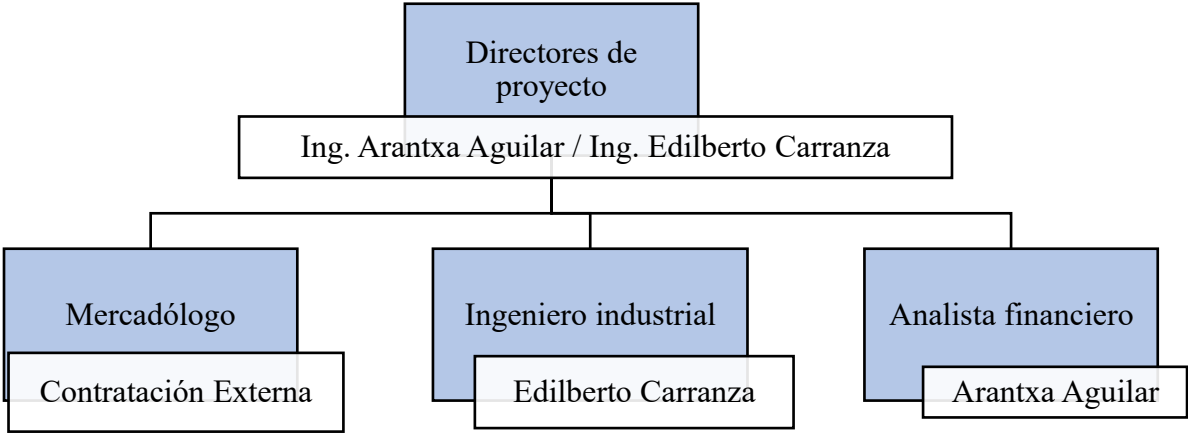 Directores de
proyecto
Ing. Arantxa Aguilar / Ing. Edilberto Carranza
Mercadólogo
Contratación Externa
Ingeniero industrial
Edilberto Carranza
Analista financiero
Arantxa Aguilar